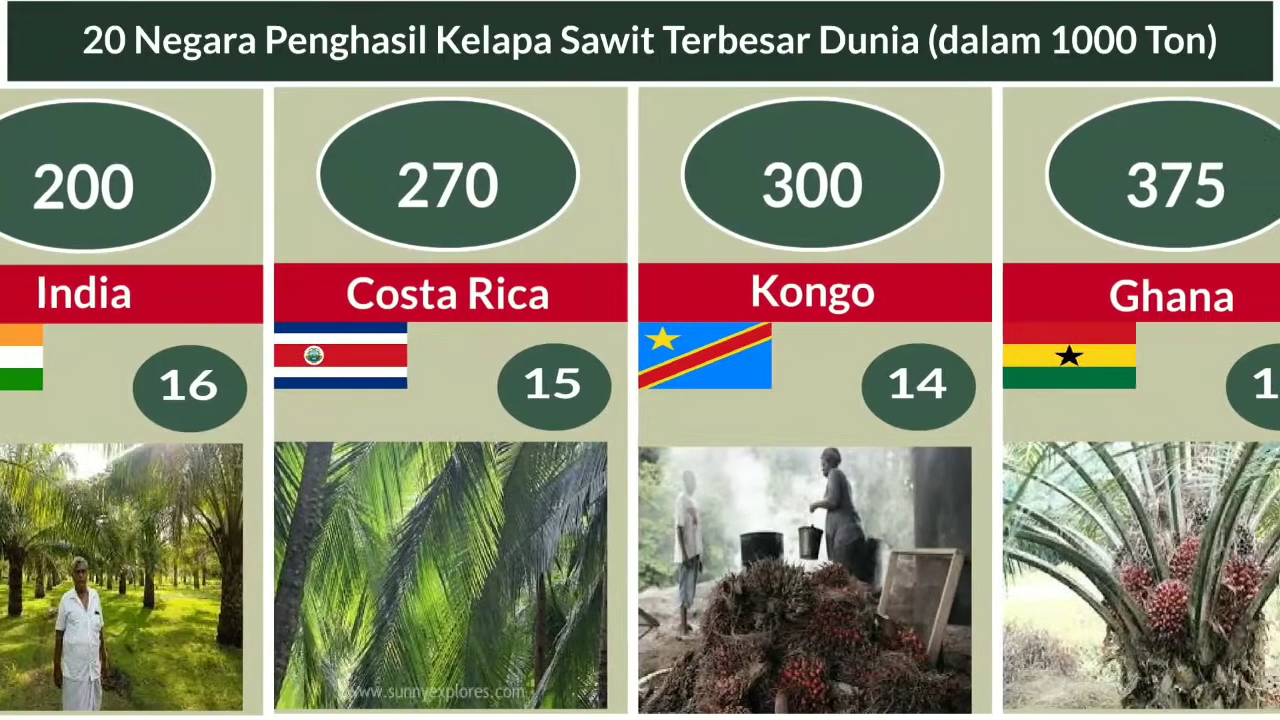 20 Negara Penghasil Kelapa Sawit Terbesar Dunia (dalam 1000 Ton)
200
270
300
375
India
Costa Rica
Kongo
Ghana
16
15
14
1
www.sunnyexplores.com